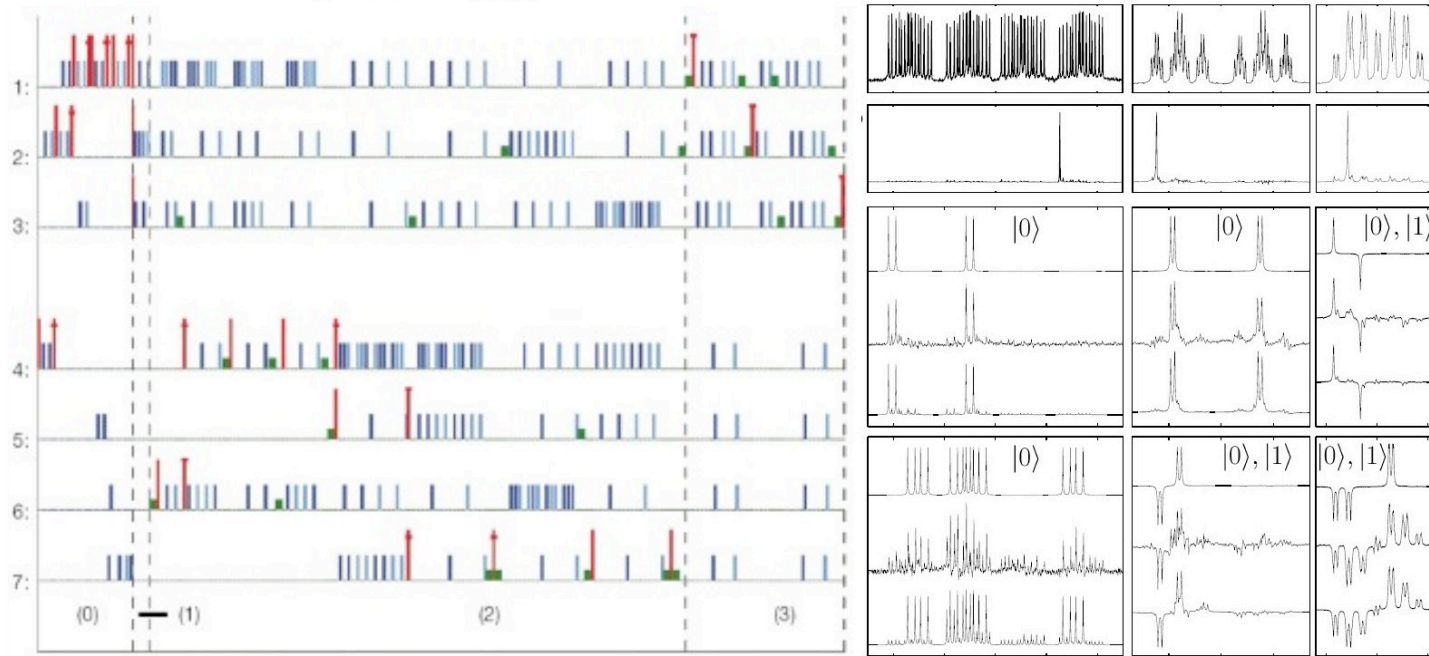 1:
2:
3:
4:
5:
6:
7:
(0) (1) (2) (3)
|0⟩ |0⟩ |0⟩, |1⟩
|0⟩ |0⟩, |1⟩ |0⟩, |1⟩